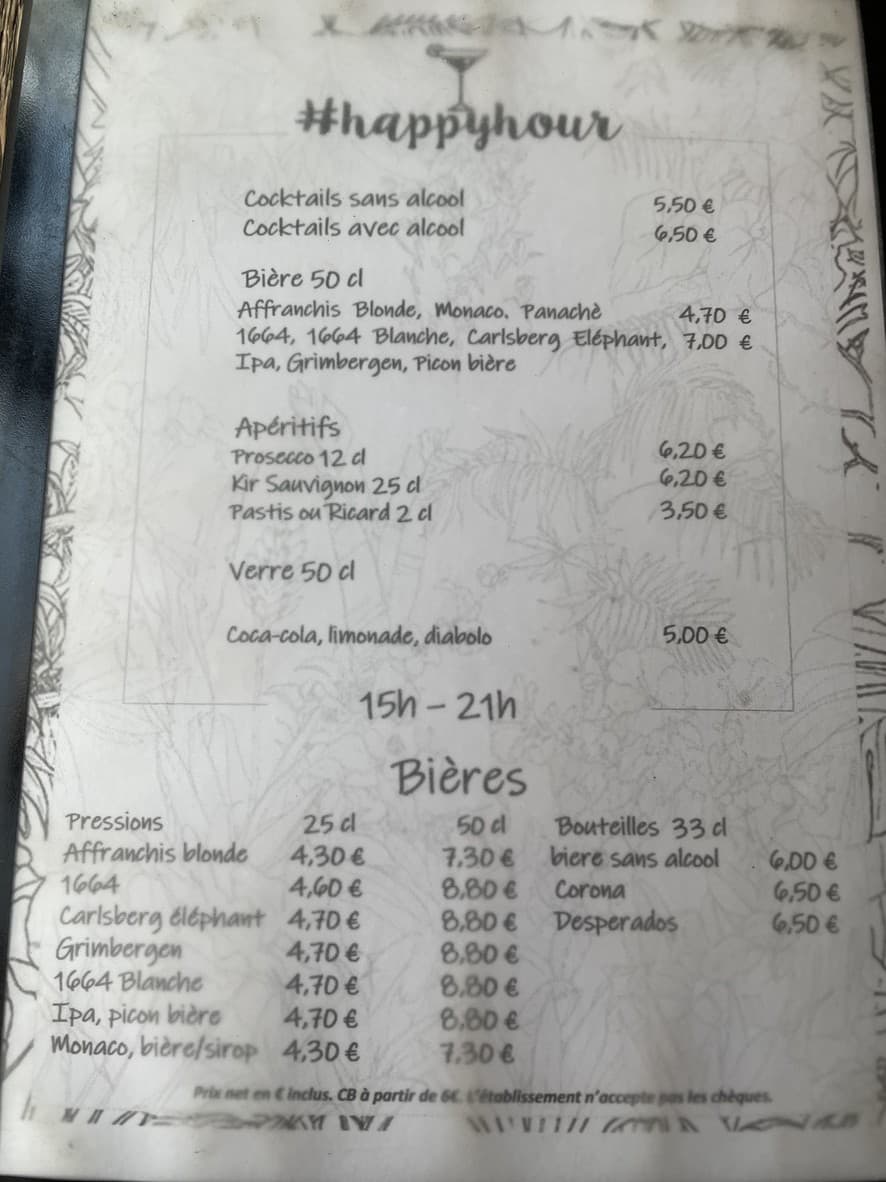 #happyhour
Cocktails sans alcool 5,50 €
Cocktails avec alcool 6,50 €
Bière 50 cl
Affranchis Blonde, Monaco. Panachè 4,70 €
1664, 1664 Blanche, Carlsberg Eléphant, 7,00 €
Ipa, Grimbergen, Picon bière
Apéritifs
Prosecco 12 cl 6,20 €
Kir Sauvignon 25 cl 6,20 €
Pastis ou Ricard 2 cl 3,50 €
Verre 50 cl
Coca-cola, limonade, diabolo 5,00 €
15h – 21h
Bières
Pressions 25 cl 50 cl Bouteilles 33 cl
Affranchis blonde 4,30 € 7,30 € biere sans alcool . 6,00 €
1664 4,60 € 8,80 € Corona 6,50 €
Carlsberg éléphant 4,70 € 8,80 € Desperados 6,50 €
Grimbergen 4,70 € 8,80 €
1664 Blanche 4,70 € 8,80 €
Ipa, picon bière 4,70 € 8,80 €
Monaco, bière/sirop 4,30 € 7,30 €
Prix net en € inclus. CB à partir de 6€. L'établissement n'accepte pas les chèques.